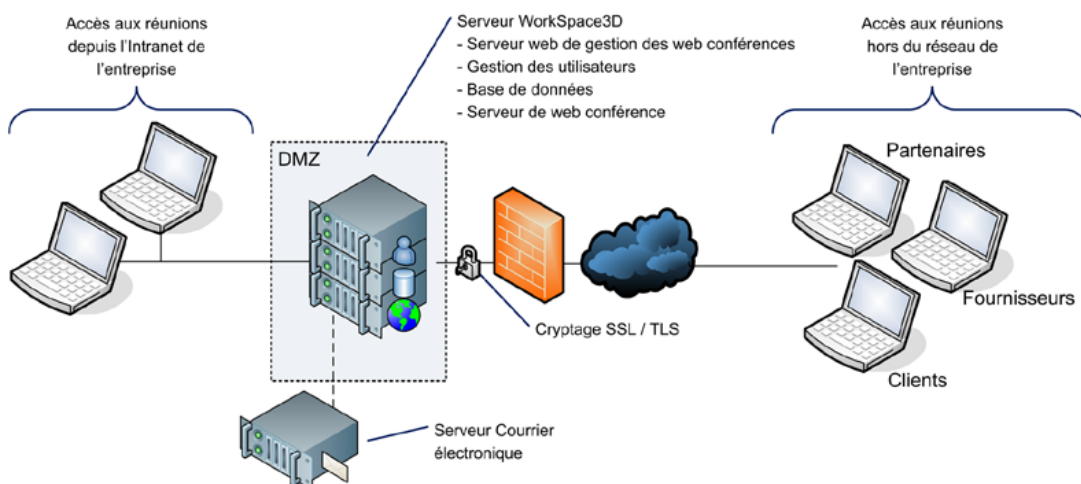 Accès aux réunions
depuis l'Intranet de
l'entreprise
Serveur WorkSpace3D
- Serveur web de gestion des web conférences
- Gestion des utilisateurs
- Base de données
- Serveur de web conférence
Accès aux réunions
hors du réseau de
l'entreprise
DMZ
Partenaires
Fournisseurs
Clients
Cryptage SSL / TLS
Serveur Courrier
électronique